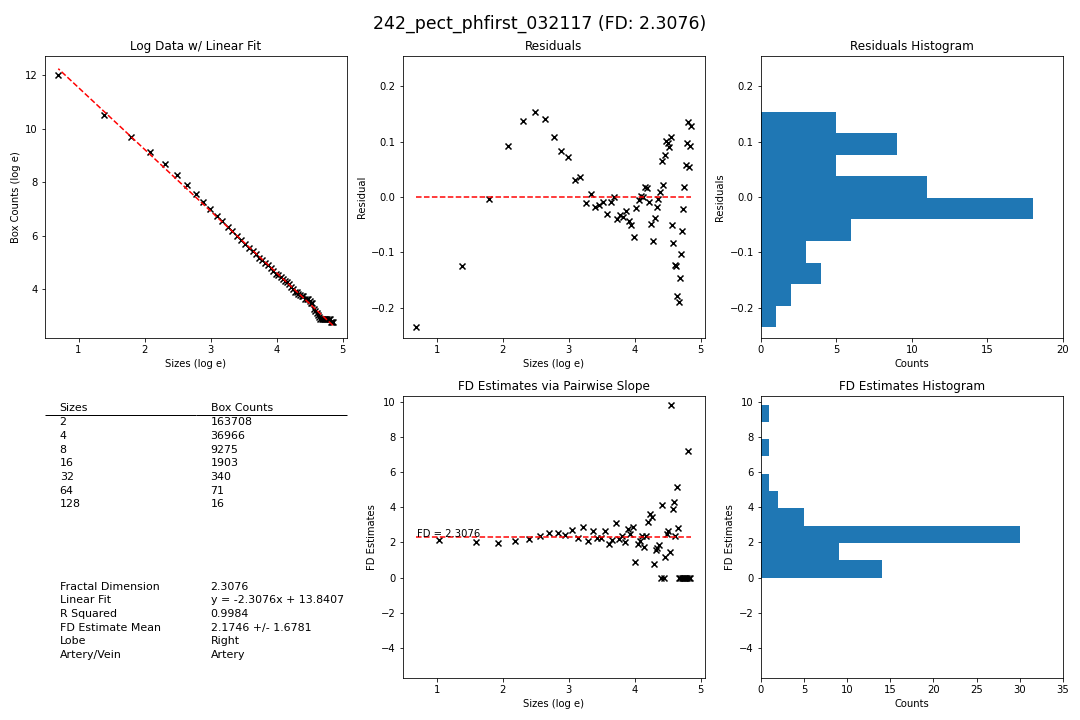 242_pect_phfirst_032117 (FD: 2.3076)
Log Data w/ Linear Fit
Box Counts (log e)
12
10
8
6
4
1 2 3 4 5
Sizes (log e)
Residuals
Residual
0.2
0.1
0.0
−0.1
−0.2
1 2 3 4 5
Sizes (log e)
Residuals Histogram
Residuals
0.2
0.1
0.0
−0.1
−0.2
0 5 10 15 20
Counts
Sizes Box Counts
2 163708
4 36966
8 9275
16 1903
32 340
64 71
128 16
Fractal Dimension 2.3076
Linear Fit y = -2.3076x + 13.8407
R Squared 0.9984
FD Estimate Mean 2.1746 +/- 1.6781
Lobe Right
Artery/Vein Artery
FD Estimates via Pairwise Slope
FD Estimates
10
8
6
4
FD = 2.3076
2
0
−2
−4
1 2 3 4 5
Sizes (log e)
FD Estimates Histogram
FD Estimates
10
8
6
4
2
0
−2
−4
0 5 10 15 20 25 30 35
Counts